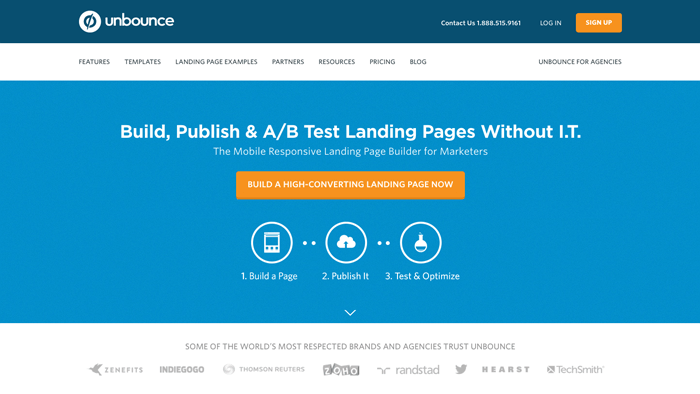 unbounce
Contact Us 1.888.515.9161 LOG IN SIGN UP
FEATURES TEMPLATES LANDING PAGE EXAMPLES PARTNERS RESOURCES PRICING BLOG UNBOUNCE FOR AGENCIES
Build, Publish & A/B Test Landing Pages Without I.T.
The Mobile Responsive Landing Page Builder for Marketers
BUILD A HIGH-CONVERTING LANDING PAGE NOW
1. Build a Page 2. Publish It 3. Test & Optimize
SOME OF THE WORLD'S MOST RESPECTED BRANDS AND AGENCIES TRUST UNBOUNCE
ZENEFITS INDIEGOGO THOMSON REUTERS ZOHO randstad HEARST TechSmith